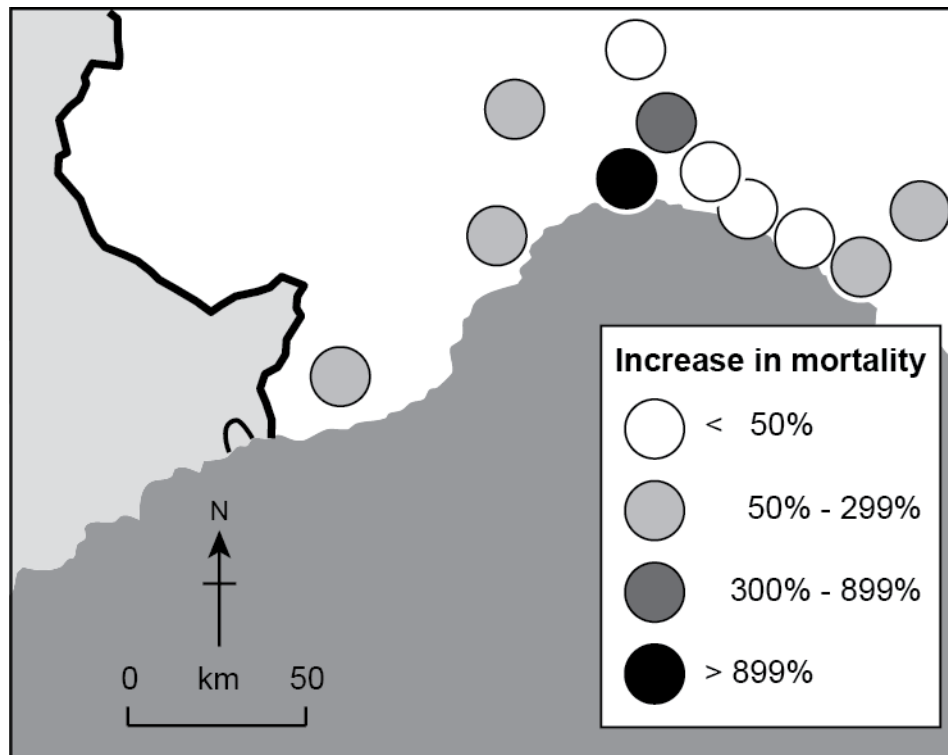 Increase in mortality
< 50%
50% - 299%
300% - 899%
> 899%
N
0 km 50